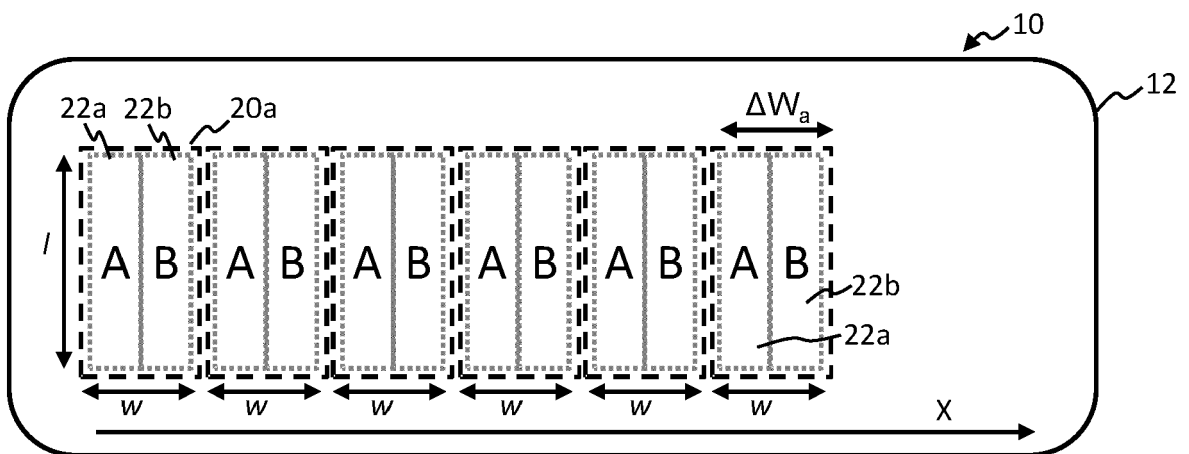 10
12
22a 22b 20a ΔWₐ
l A B A B A B A B A B A B
22b
22a
w w w w w w
X